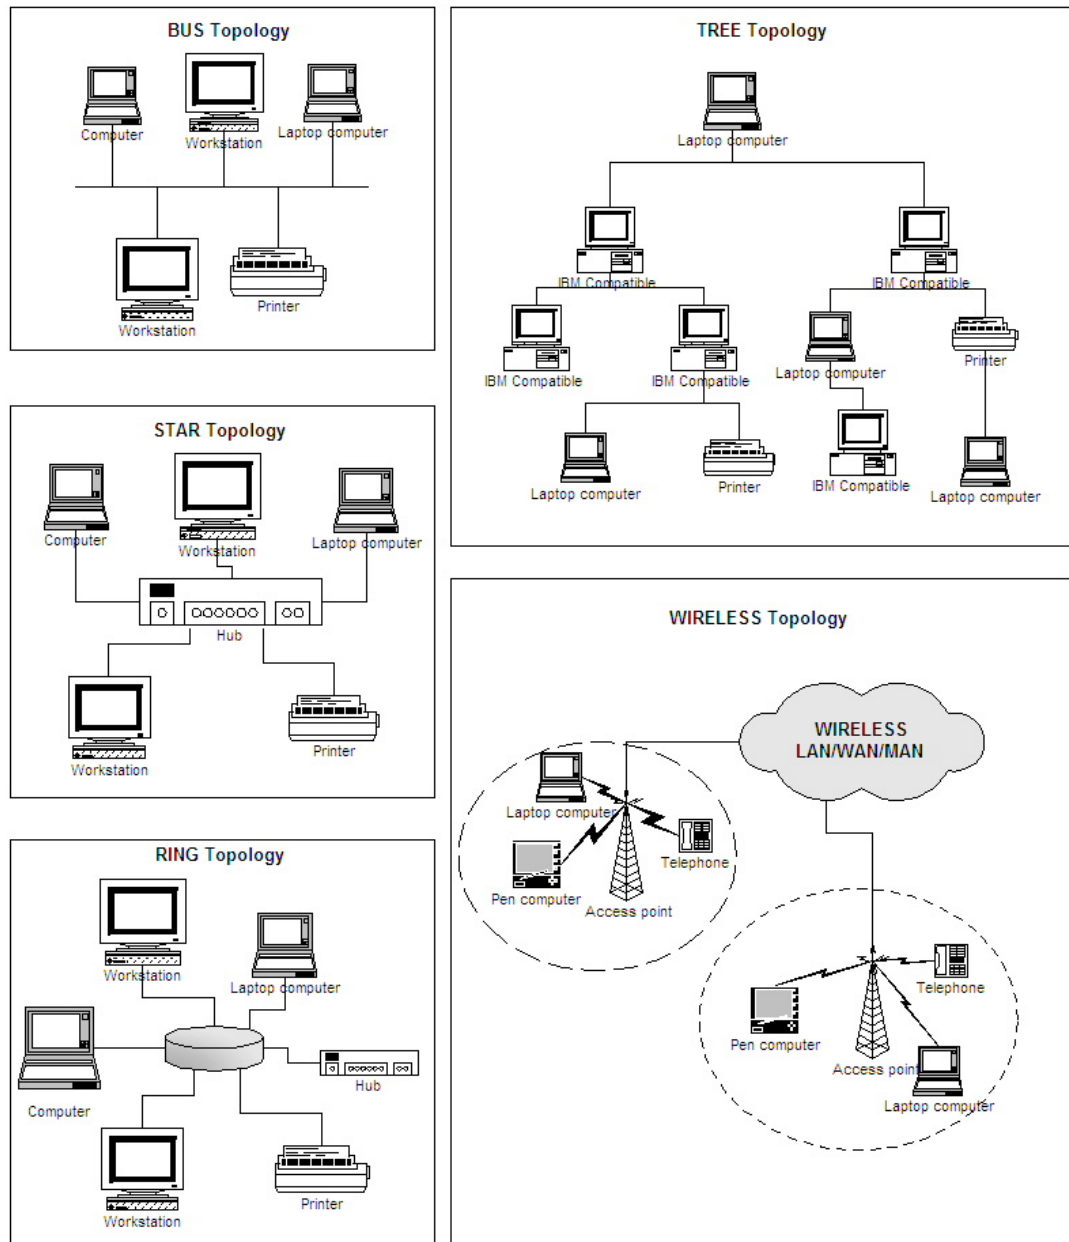 BUS Topology
Computer
Workstation
Laptop computer
Workstation
Printer
TREE Topology
Laptop computer
IBM Compatible
IBM Compatible
IBM Compatible
IBM Compatible
Laptop computer
Printer
Laptop computer
Printer
IBM Compatible
Laptop computer
STAR Topology
Computer
Workstation
Laptop computer
Hub
Workstation
Printer
WIRELESS Topology
WIRELESS
LAN/WAN/MAN
Laptop computer
Telephone
Pen computer
Access point
Telephone
Pen computer
Access point
Laptop computer
RING Topology
Workstation
Laptop computer
Computer
Hub
Workstation
Printer